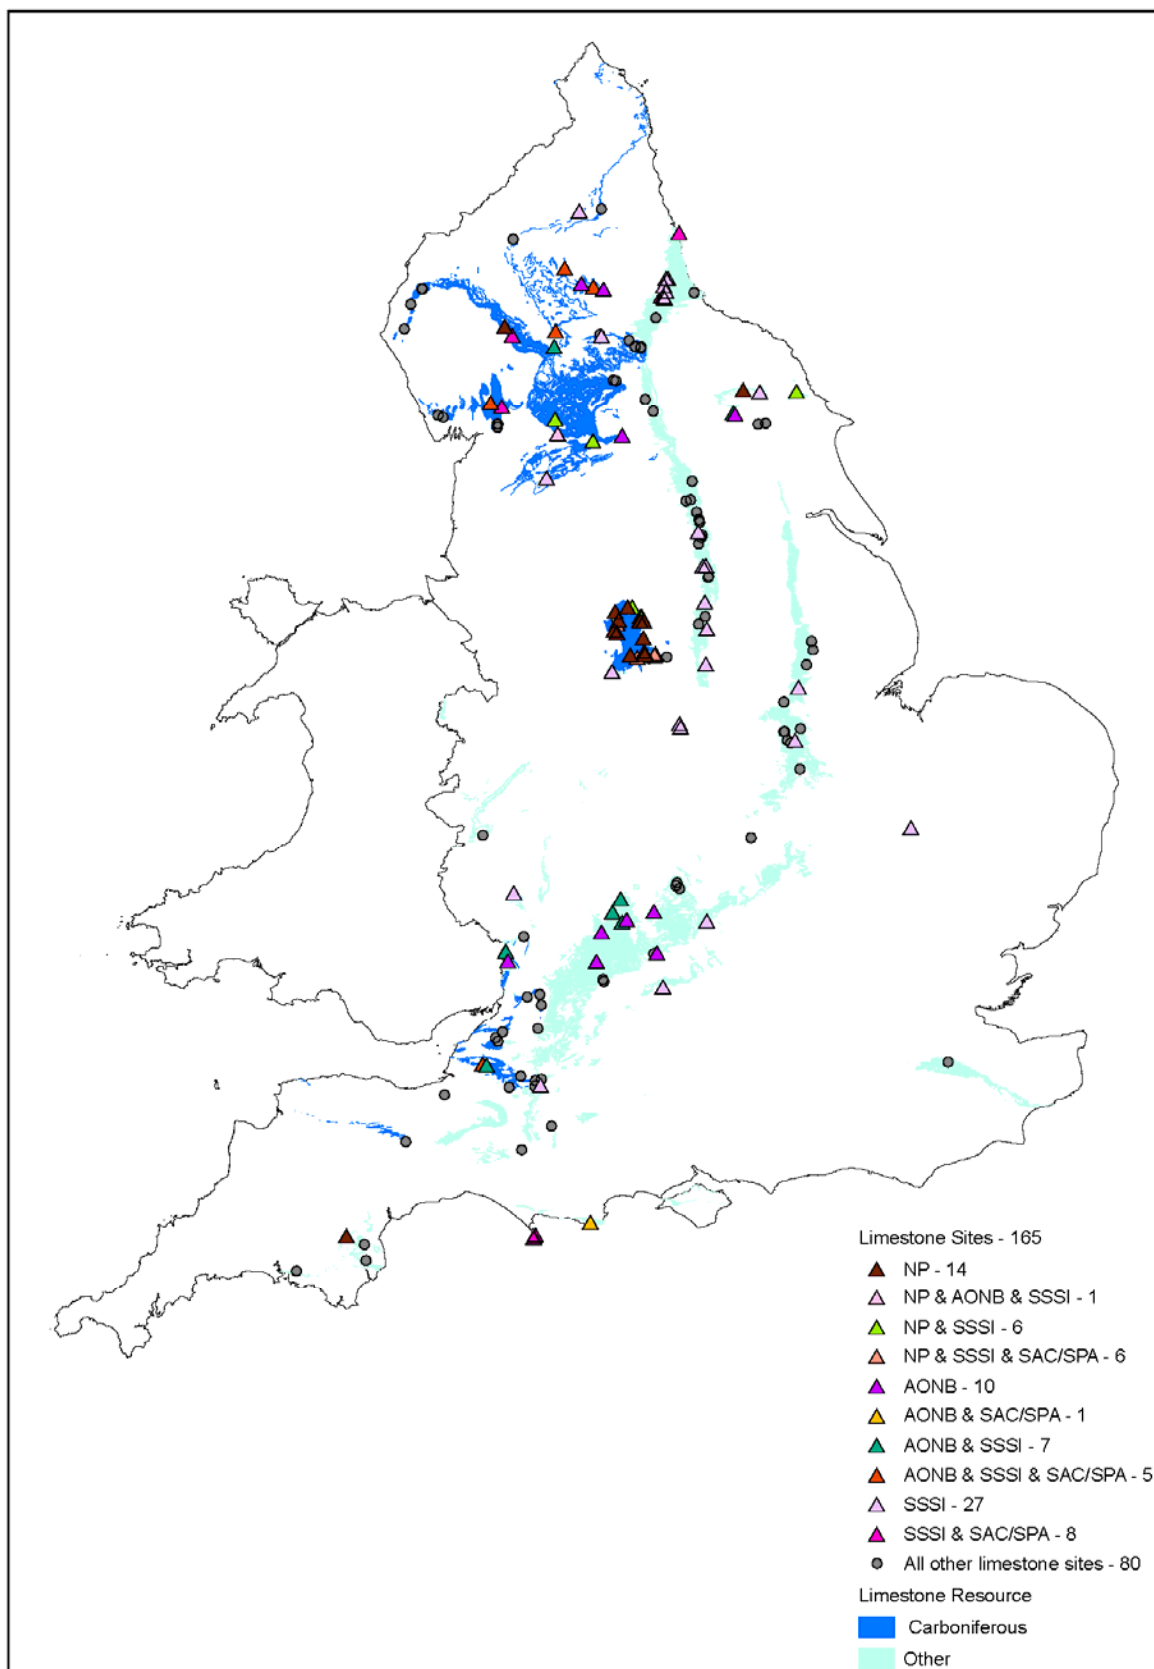 Limestone Sites - 165
NP - 14
NP & AONB & SSSI - 1
NP & SSSI - 6
NP & SSSI & SAC/SPA - 6
AONB - 10
AONB & SAC/SPA - 1
AONB & SSSI - 7
AONB & SSSI & SAC/SPA - 5
SSSI - 27
SSSI & SAC/SPA - 8
All other limestone sites - 80
Limestone Resource
Carboniferous
Other